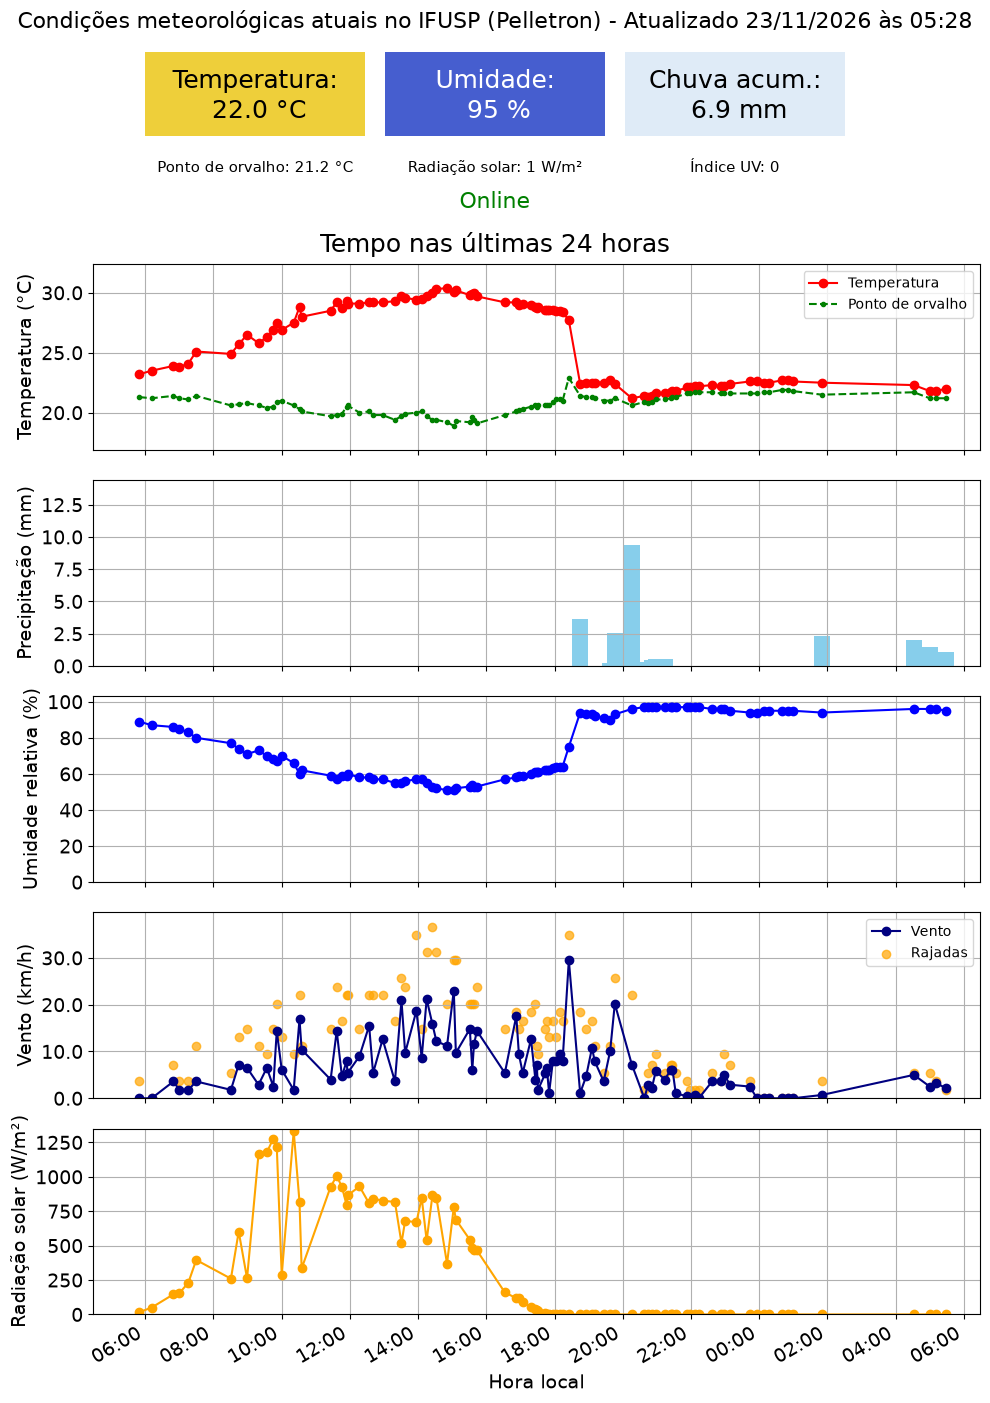 Condições meteorológicas atuais no IFUSP (Pelletron) - Atualizado 23/11/2026 às 05:28
Temperatura:
22.0 °C
Umidade:
95 %
Chuva acum.:
6.9 mm
Ponto de orvalho: 21.2 °C
Radiação solar: 1 W/m²
Índice UV: 0
Online
Tempo nas últimas 24 horas
Temperatura (°C)
30.0
25.0
20.0
Temperatura
Ponto de orvalho
Precipitação (mm)
12.5
10.0
7.5
5.0
2.5
0.0
Umidade relativa (%)
100
80
60
40
20
0
Vento (km/h)
30.0
20.0
10.0
0.0
Vento
Rajadas
Radiação solar (W/m²)
1250
1000
750
500
250
0
06:00 08:00 10:00 12:00 14:00 16:00 18:00 20:00 22:00 00:00 02:00 04:00 06:00
Hora local